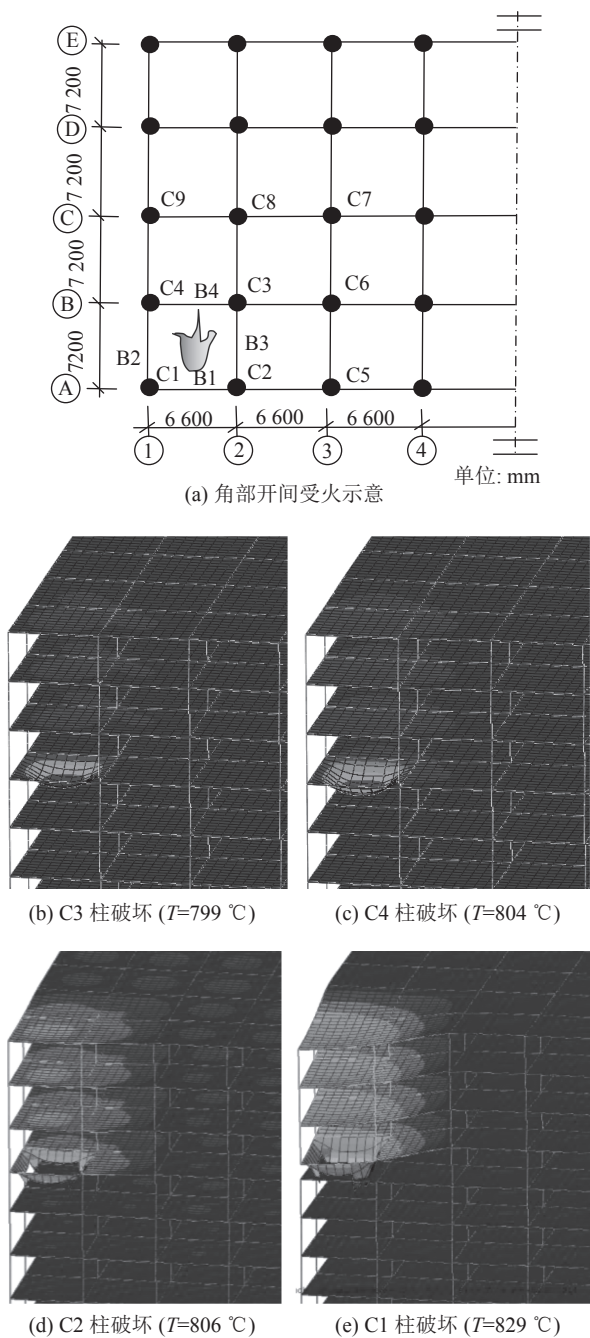 E
7 200
D
7 200
C9 C8 C7
C
7 200
C4 B4 C3 C6
B
7200
B2 B3
C1 B1 C2 C5
A
6 600 6 600 6 600
1 2 3 4
单位: mm
(a) 角部开间受火示意
(b) C3 柱破坏 (T=799 ℃)
(c) C4 柱破坏 (T=804 ℃)
(d) C2 柱破坏 (T=806 ℃)
(e) C1 柱破坏 (T=829 ℃)